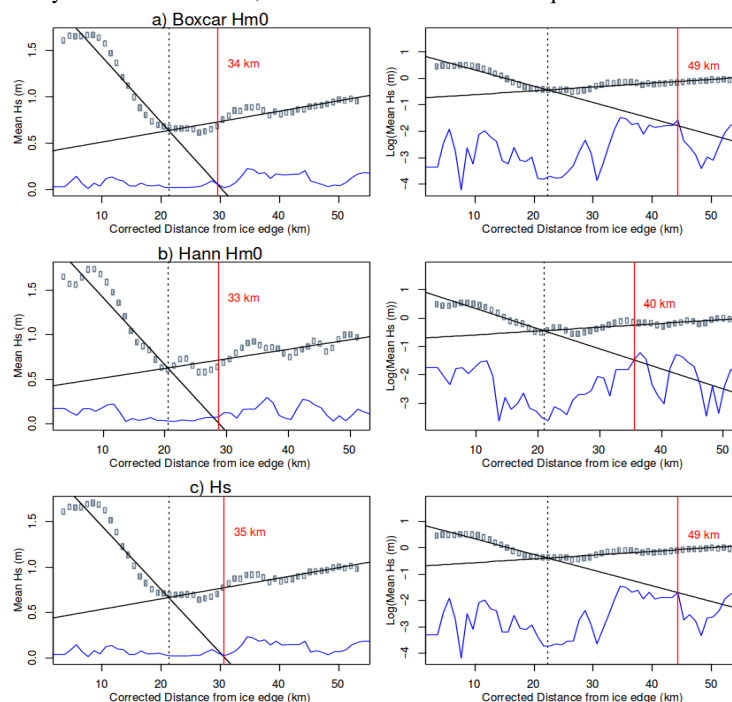 a) Boxcar Hm0
Mean Hs (m)
0.0 0.5 1.0 1.5
34 km
10 20 30 40 50
Corrected Distance from ice edge (km)
Log(Mean Hs (m))
-4 -3 -2 -1 0 1
49 km
10 20 30 40 50
Corrected Distance from ice edge (km)
b) Hann Hm0
Mean Hs (m)
0.0 0.5 1.0 1.5
33 km
10 20 30 40 50
Corrected Distance from ice edge (km)
Log(Mean Hs (m))
-3 -2 -1 0 1
40 km
10 20 30 40 50
Corrected Distance from ice edge (km)
c) Hs
Mean Hs (m)
0.0 0.5 1.0 1.5
35 km
10 20 30 40 50
Corrected Distance from ice edge (km)
Log(Mean Hs (m))
-4 -3 -2 -1 0 1
49 km
10 20 30 40 50
Corrected Distance from ice edge (km)